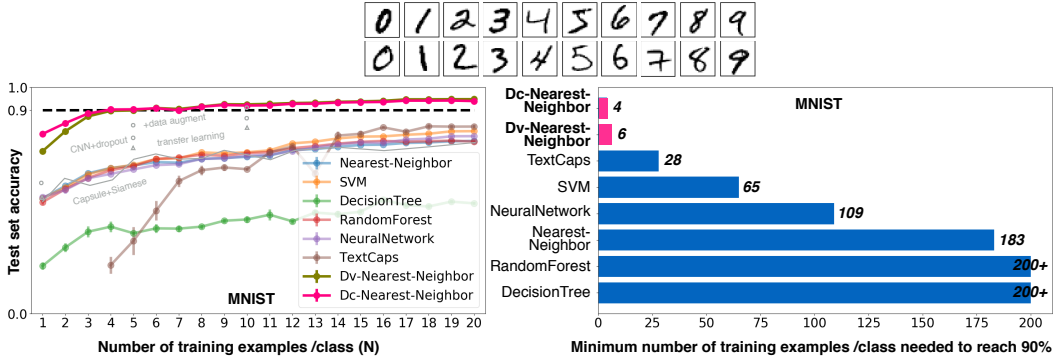 0 1 2 3 4 5 6 7 8 9
0 1 2 3 4 5 6 7 8 9
1.0
0.9
0.0
Test set accuracy
+data augment
CNN+dropout
transfer learning
Capsule+Siamese
Nearest-Neighbor
SVM
DecisionTree
RandomForest
NeuralNetwork
TextCaps
Dv-Nearest-Neighbor
Dc-Nearest-Neighbor
MNIST
1 2 3 4 5 6 7 8 9 10 11 12 13 14 15 16 17 18 19 20
Number of training examples /class (N)
MNIST
Dc-Nearest-
Neighbor
4
Dv-Nearest-
Neighbor
6
TextCaps
28
SVM
65
NeuralNetwork
109
Nearest-
Neighbor
183
RandomForest
200+
DecisionTree
200+
0 25 50 75 100 125 150 175 200
Minimum number of training examples /class needed to reach 90%